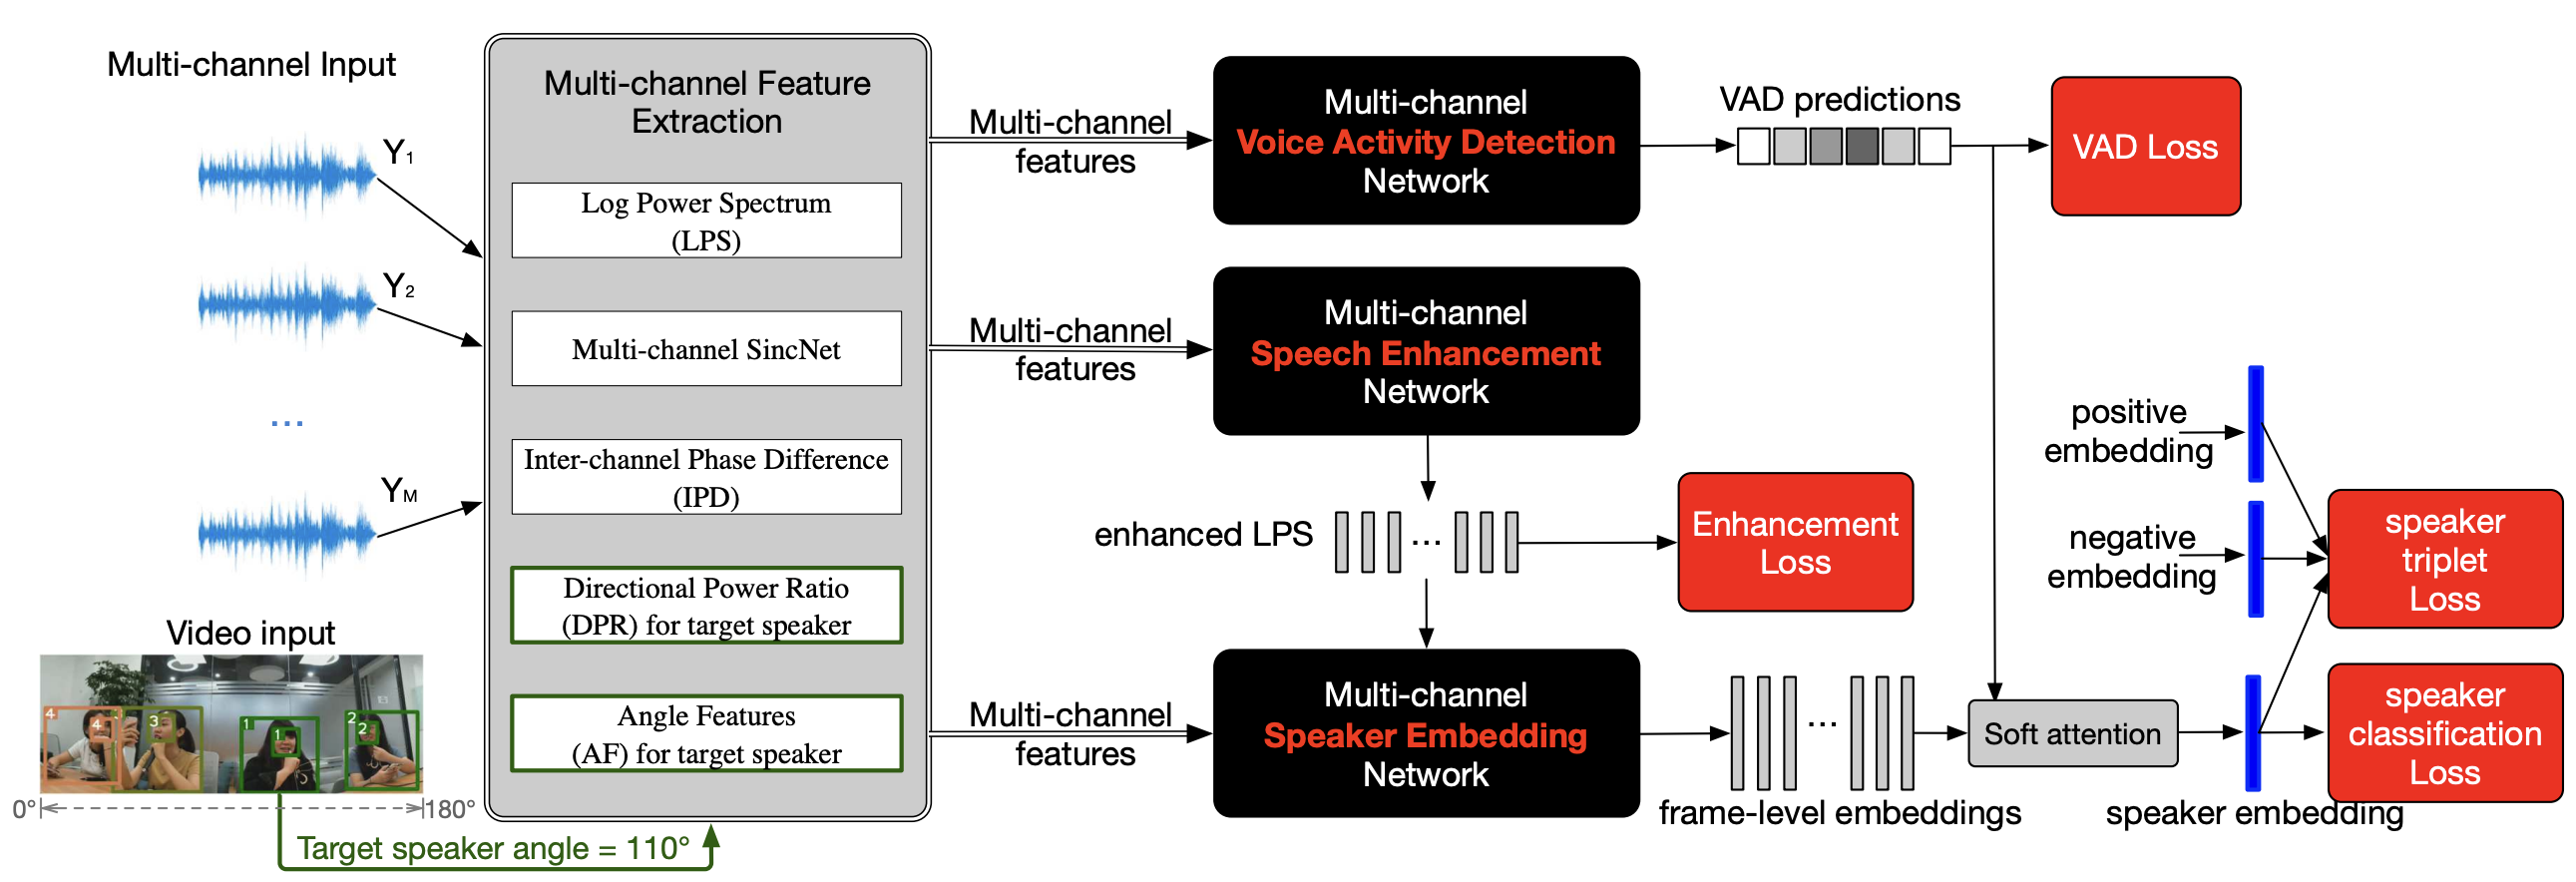 Multi-channel Input
Y1
Y2
...
YM
Video input
4
4
3
1
1
2
2
0°
180°
Target speaker angle = 110°
Multi-channel Feature
Extraction
Log Power Spectrum
(LPS)
Multi-channel SincNet
Inter-channel Phase Difference
(IPD)
Directional Power Ratio
(DPR) for target speaker
Angle Features
(AF) for target speaker
Multi-channel
features
Multi-channel
Voice Activity Detection
Network
VAD predictions
VAD Loss
Multi-channel
features
Multi-channel
Speech Enhancement
Network
enhanced LPS
...
Enhancement
Loss
Multi-channel
features
Multi-channel
Speaker Embedding
Network
...
frame-level embeddings
Soft attention
positive
embedding
negative
embedding
speaker embedding
speaker
triplet
Loss
speaker
classification
Loss